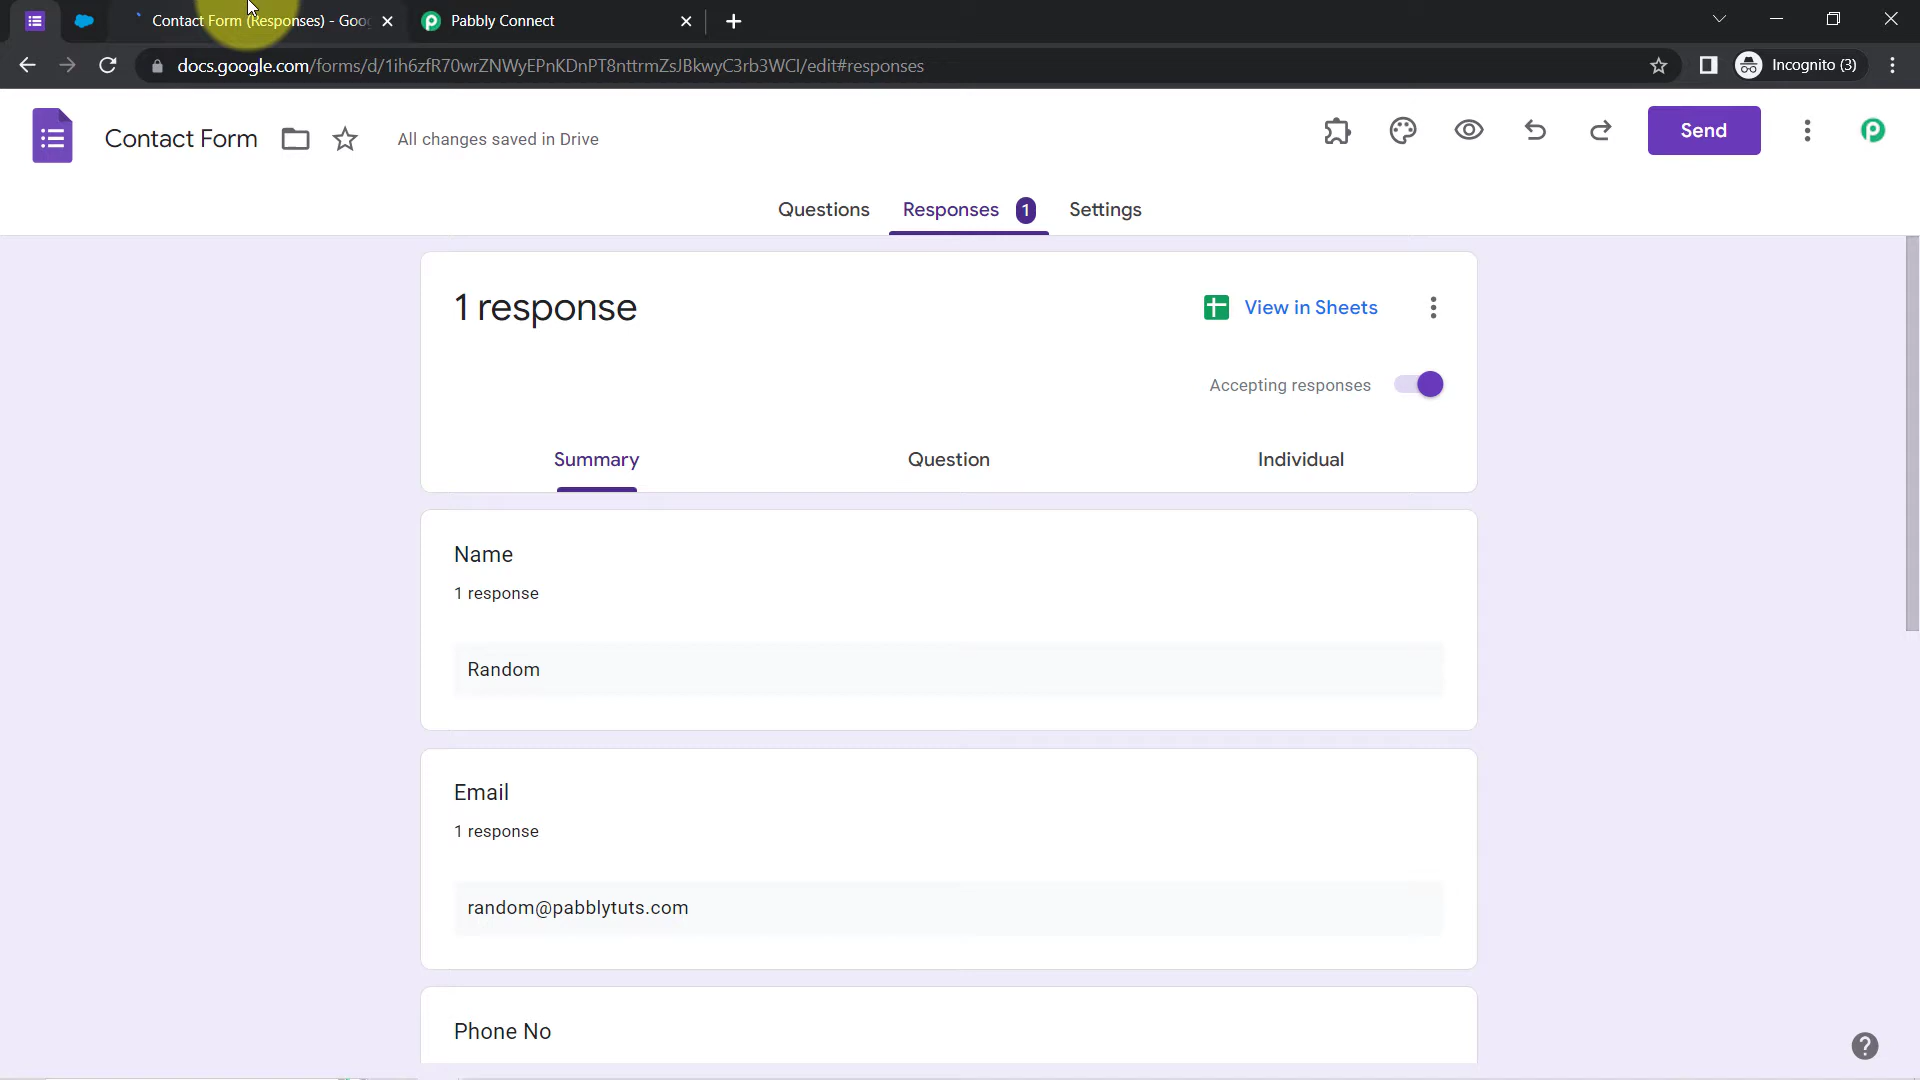 Contact Form (Responses) - Goo
Pabbly Connect
docs.google.com/forms/d/1ih6zfR70wrZNWyEPnKDnPT8nttrmZsJBkwyC3rb3WCI/edit#responses
Incognito (3)
Contact Form
All changes saved in Drive
Send
Questions
Responses 1
Settings
1 response
View in Sheets
Accepting responses
Summary
Question
Individual
Name
1 response
Random
Email
1 response
random@pabblytuts.com
Phone No